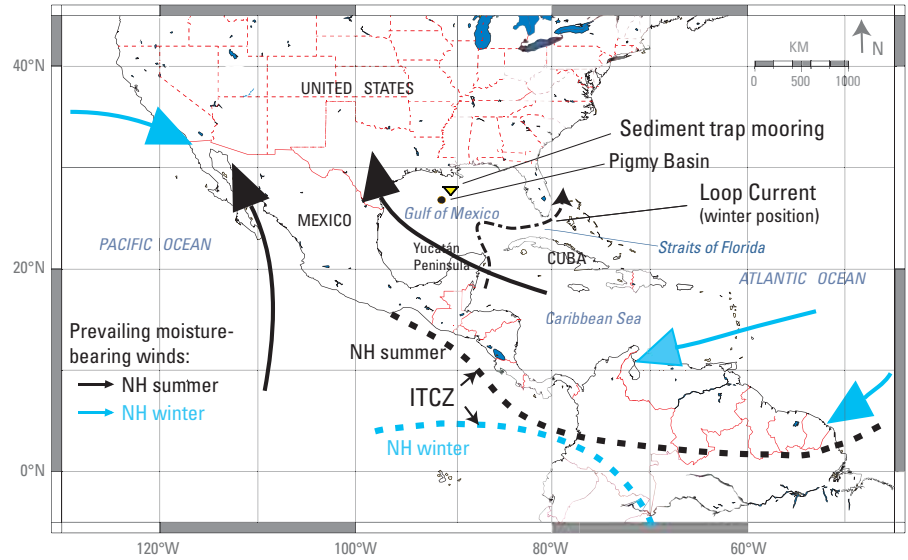 KM
0 500 1000
N
40°N
20°N
0°N
UNITED STATES
Sediment trap mooring
Pigmy Basin
Loop Current
(winter position)
MEXICO
Gulf of Mexico
PACIFIC OCEAN
Straits of Florida
Yucatán
Peninsula
CUBA
ATLANTIC OCEAN
Caribbean Sea
Prevailing moisture-
bearing winds:
NH summer
NH winter
NH summer
ITCZ
NH winter
120°W
100°W
80°W
60°W